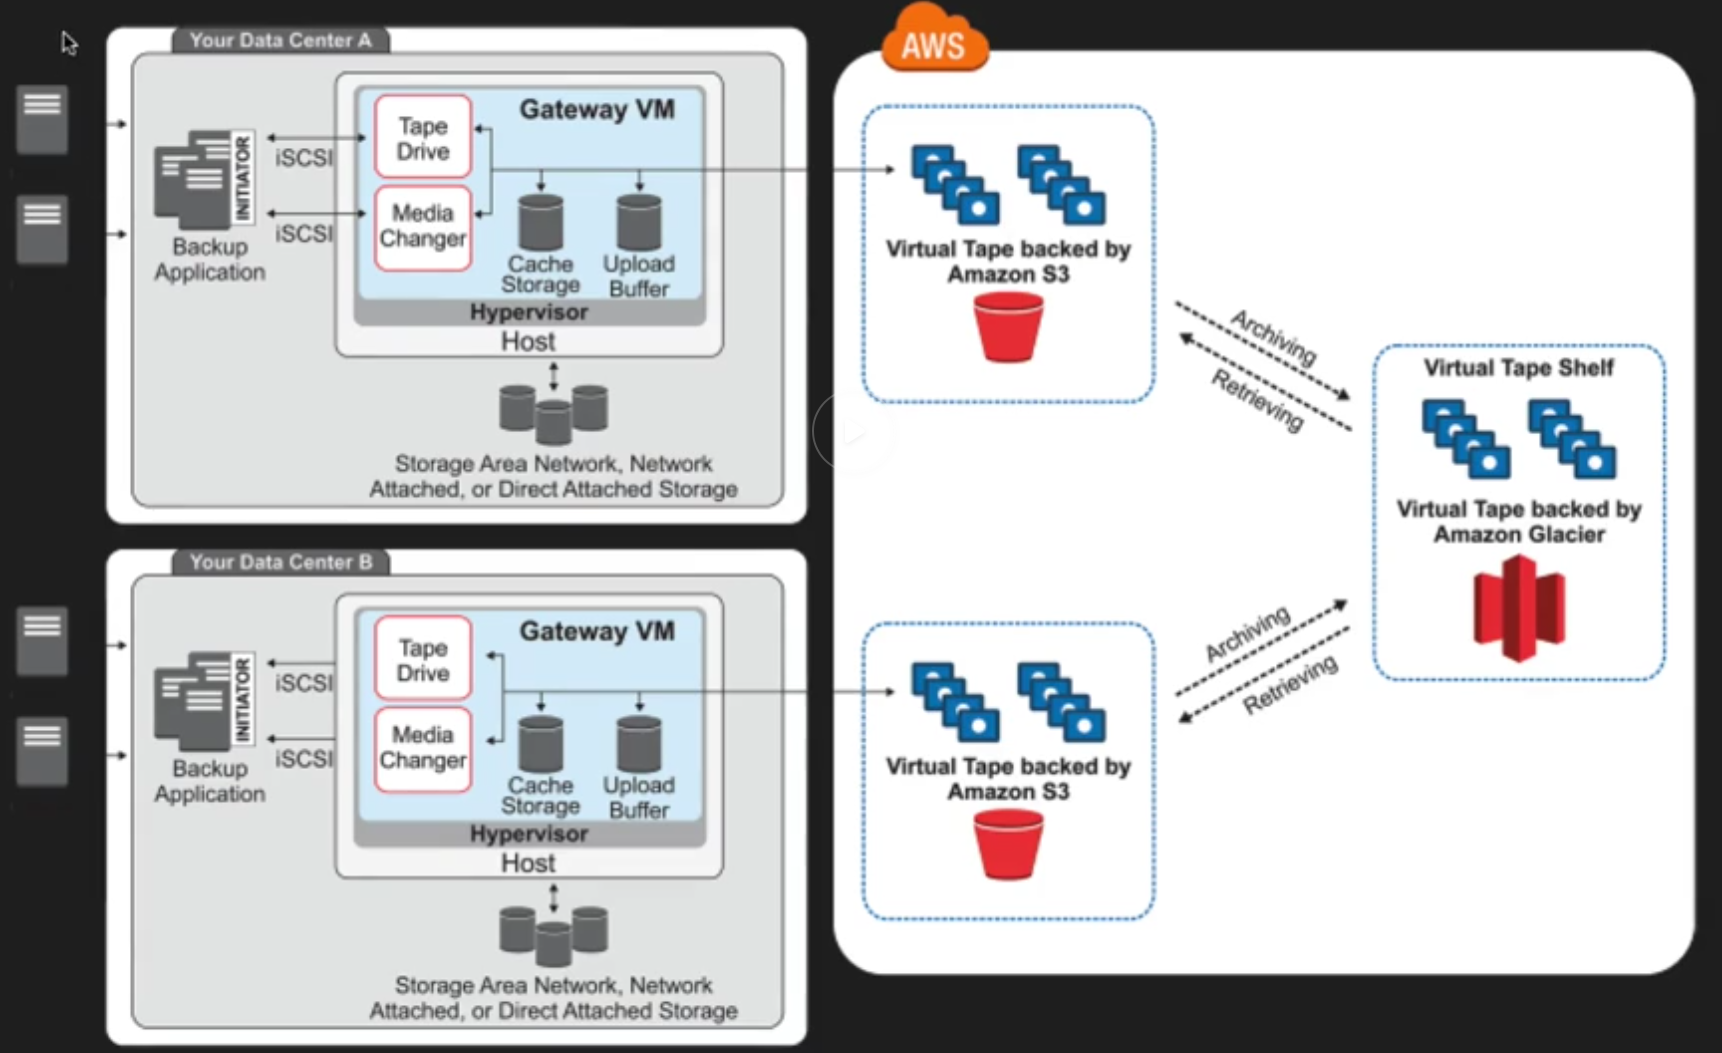 Your Data Center A
Gateway VM
Tape
Drive
iSCSI
INITIATOR
Media
Changer
iSCSI
Backup
Application
Cache
Storage
Upload
Buffer
Hypervisor
Host
Storage Area Network, Network
Attached, or Direct Attached Storage
Your Data Center B
Gateway VM
Tape
Drive
iSCSI
INITIATOR
Media
Changer
iSCSI
Backup
Application
Cache
Storage
Upload
Buffer
Hypervisor
Host
Storage Area Network, Network
Attached, or Direct Attached Storage
AWS
Virtual Tape backed by
Amazon S3
Archiving
Retrieving
Virtual Tape Shelf
Virtual Tape backed by
Amazon Glacier
Archiving
Retrieving
Virtual Tape backed by
Amazon S3